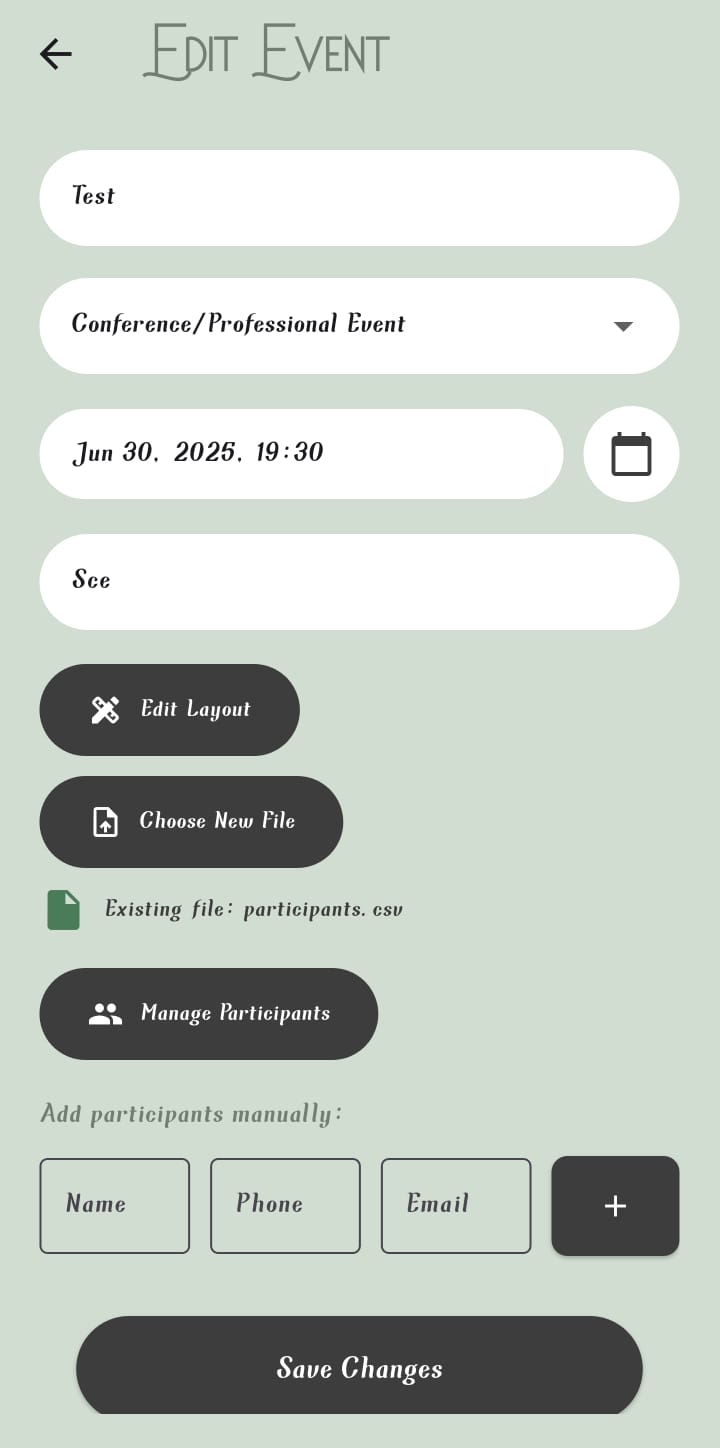 Edit Event
Test
Conference/Professional Event
Jun 30, 2025, 19:30
Sce
Edit Layout
Choose New File
Existing file: participants.csv
Manage Participants
Add participants manually:
Name Phone Email +
Save Changes